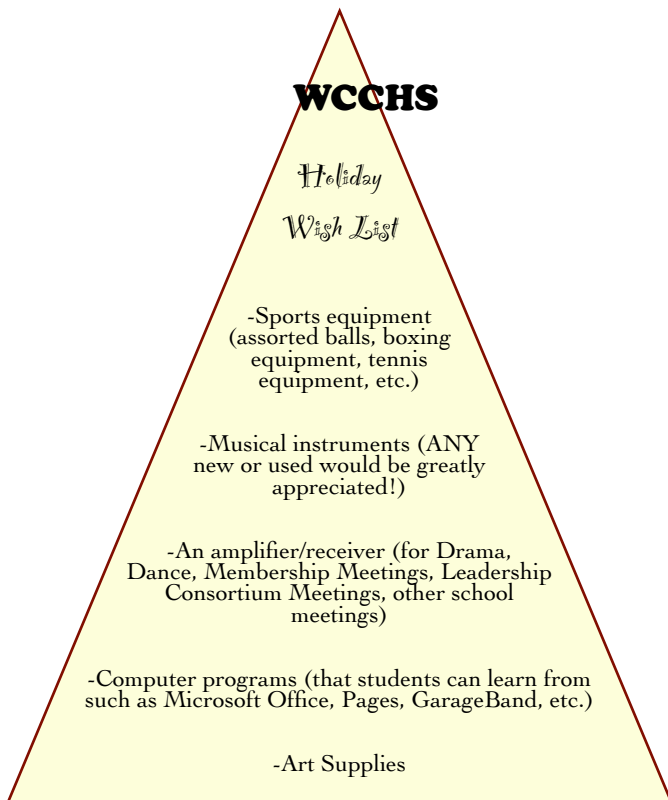 WCCHS
Holiday
Wish List
-Sports equipment
(assorted balls, boxing
equipment, tennis
equipment, etc.)
-Musical instruments (ANY
new or used would be greatly
appreciated!)
-An amplifier/receiver (for Drama,
Dance, Membership Meetings, Leadership
Consortium Meetings, other school
meetings)
-Computer programs (that students can learn from
such as Microsoft Office, Pages, GarageBand, etc.)
-Art Supplies